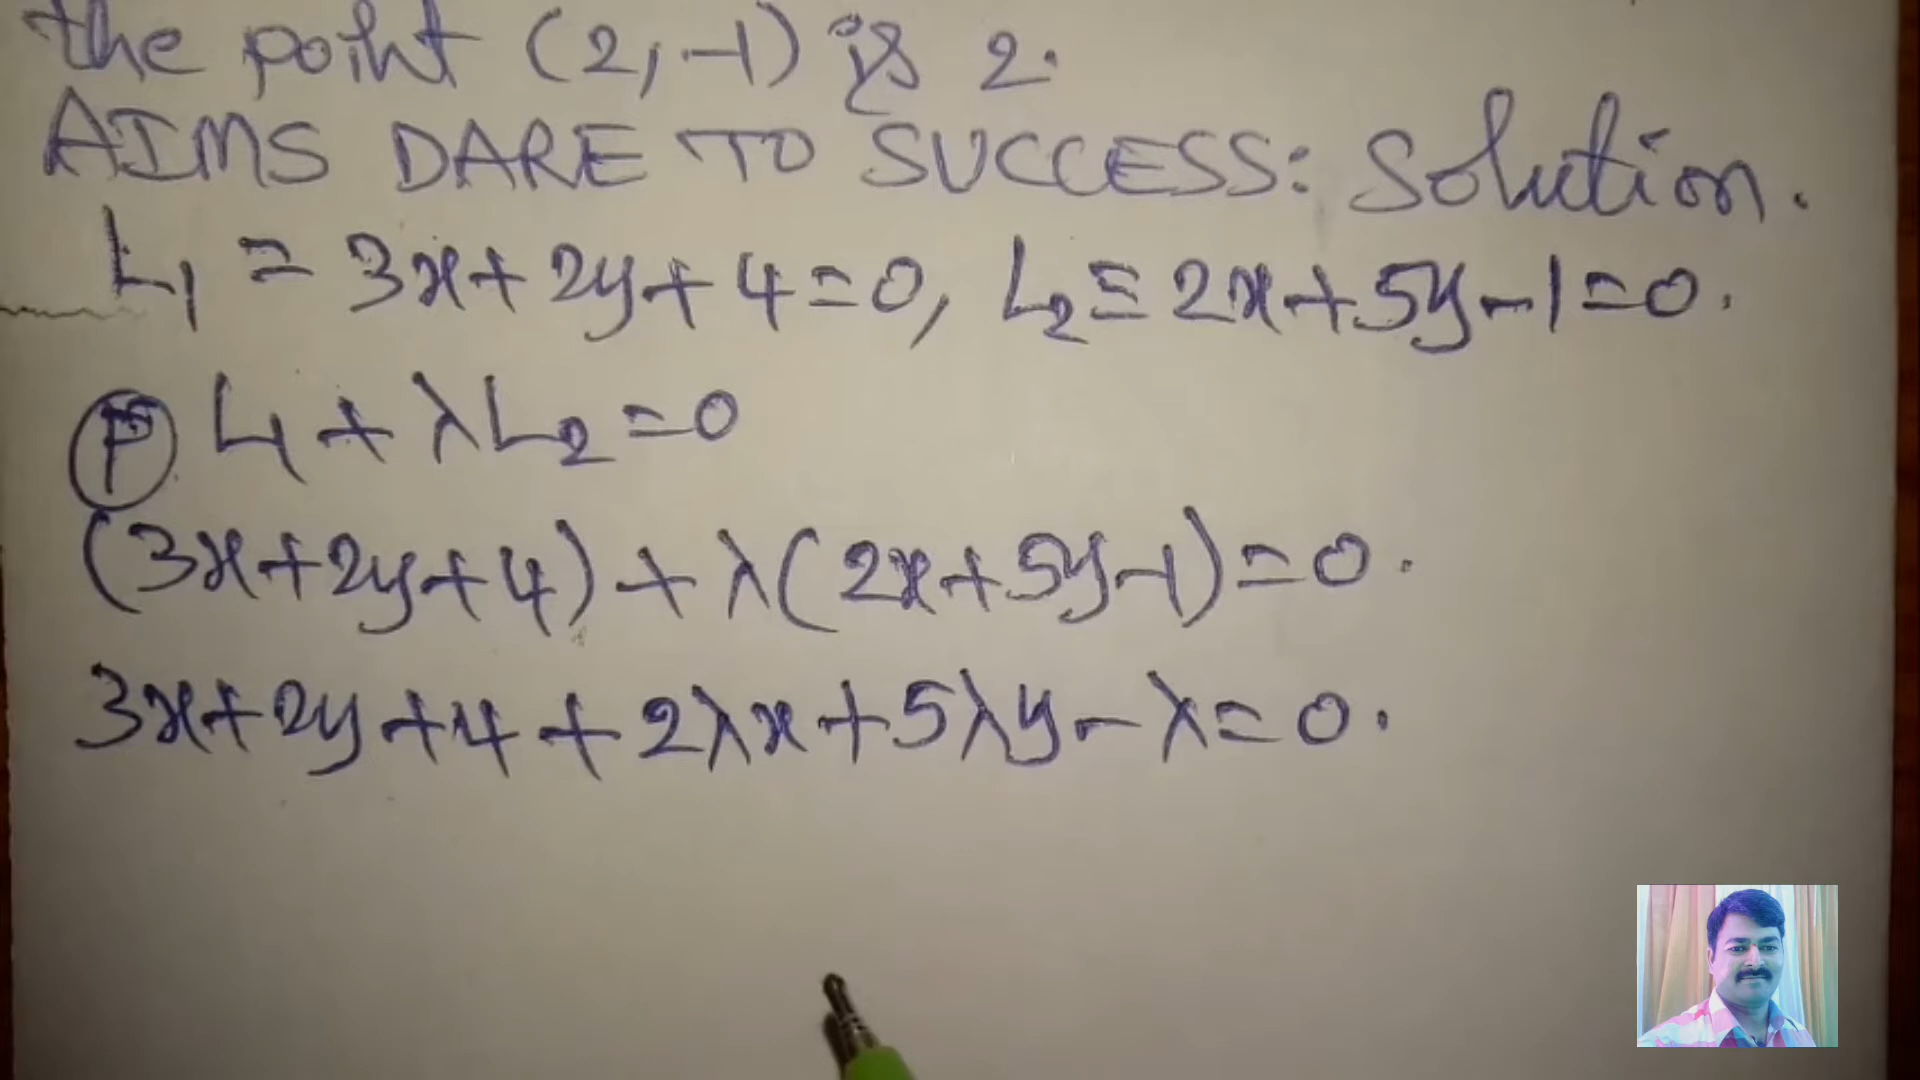 the point (2, -1) is 2.
AIMS DARE TO SUCCESS: Solution.
L1 = 3x+2y+4=0, L2 ≡ 2x+5y-1=0.
F L1 + λL2 =0
(3x+2y+4) + λ(2x+5y-1)=0.
3x+2y+4+2λx+5λy-λ=0.